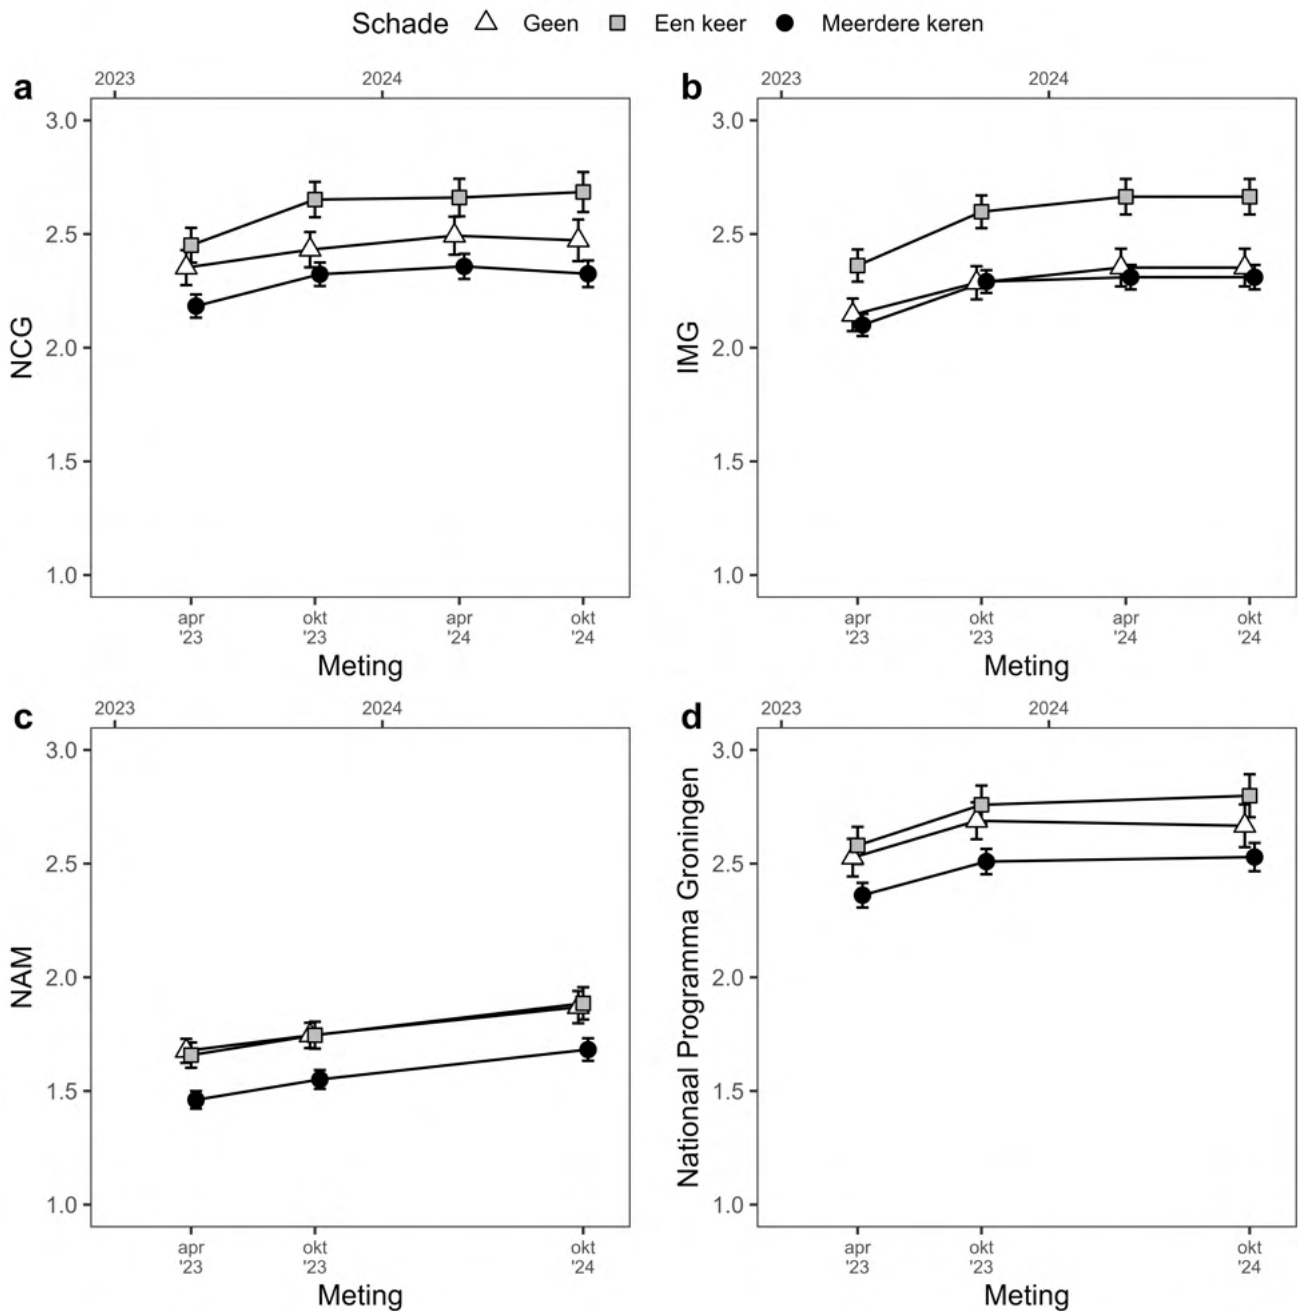 Schade Geen Een keer Meerdere keren
a
2023 2024
3.0
2.5
2.0
1.5
1.0
NCG
apr okt apr okt
'23 '23 '24 '24
Meting
b
2023 2024
3.0
2.5
2.0
1.5
1.0
IMG
apr okt apr okt
'23 '23 '24 '24
Meting
c
2023 2024
3.0
2.5
2.0
1.5
1.0
NAM
apr okt okt
'23 '23 '24
Meting
d
2023 2024
3.0
2.5
2.0
1.5
1.0
Nationaal Programma Groningen
apr okt okt
'23 '23 '24
Meting